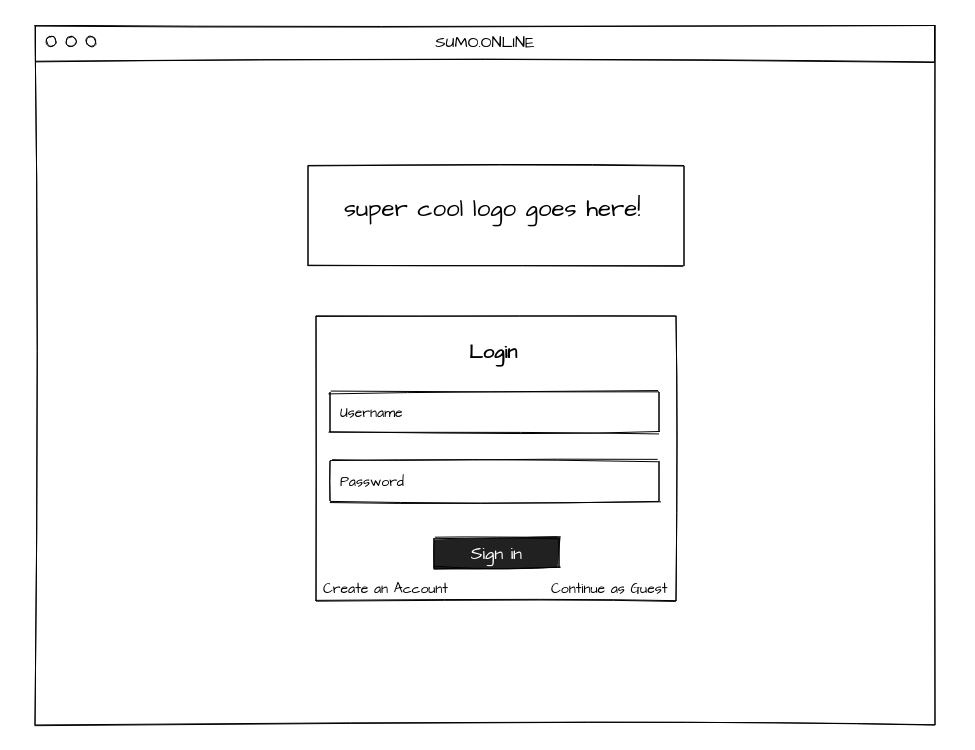 SUMO.ONLINE
super cool logo goes here!
Login
Username
Password
Sign in
Create an Account
Continue as Guest